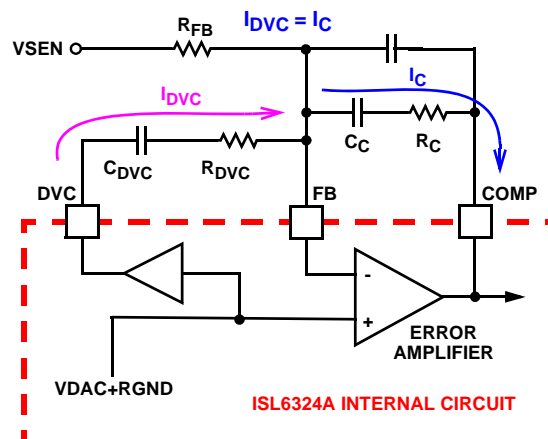 IDVC = IC
RFB
VSEN
IDVC
IC
CDVC
RDVC
CC
RC
DVC
FB
COMP
-
+
ERROR
AMPLIFIER
VDAC+RGND
ISL6324A INTERNAL CIRCUIT